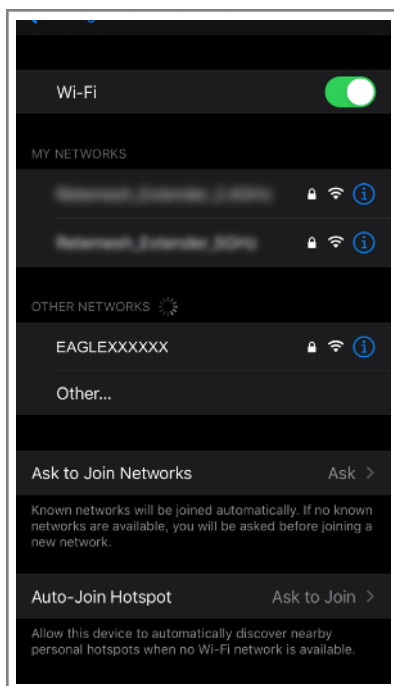 Wi-Fi
MY NETWORKS
OTHER NETWORKS
EAGLEXXXXXX
Other...
Ask to Join Networks Ask >
Known networks will be joined automatically. If no known
networks are available, you will be asked before joining a
new network.
Auto-Join Hotspot Ask to Join >
Allow this device to automatically discover nearby
personal hotspots when no Wi-Fi network is available.